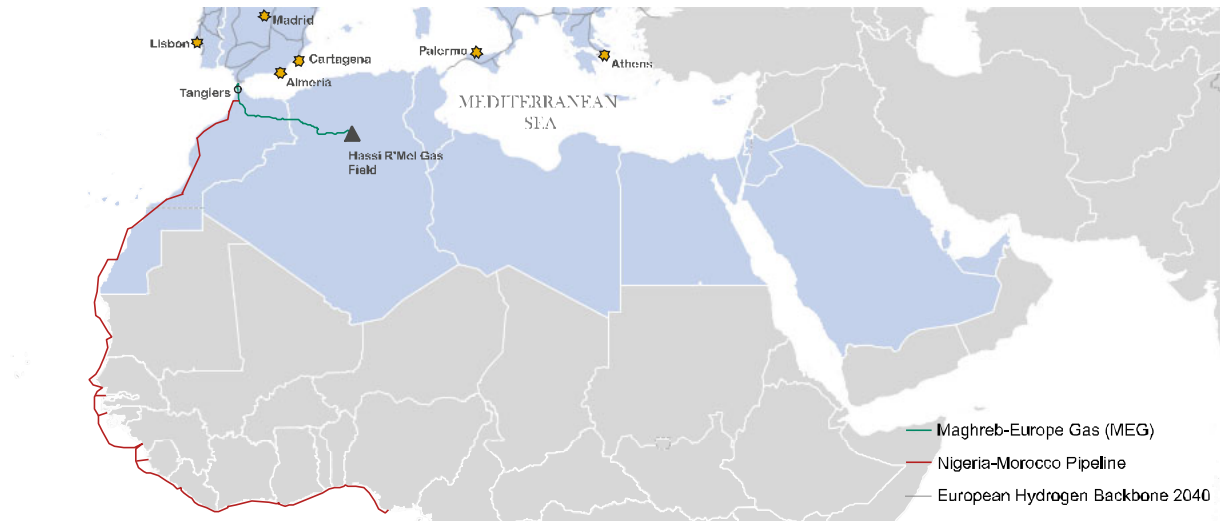 Madrid
Lisbon
Cartagena
Palermo
Athens
Almeria
Tangiers
MEDITERRANEAN
SEA
Hassi R'Mel Gas
Field
Maghreb-Europe Gas (MEG)
Nigeria-Morocco Pipeline
European Hydrogen Backbone 2040